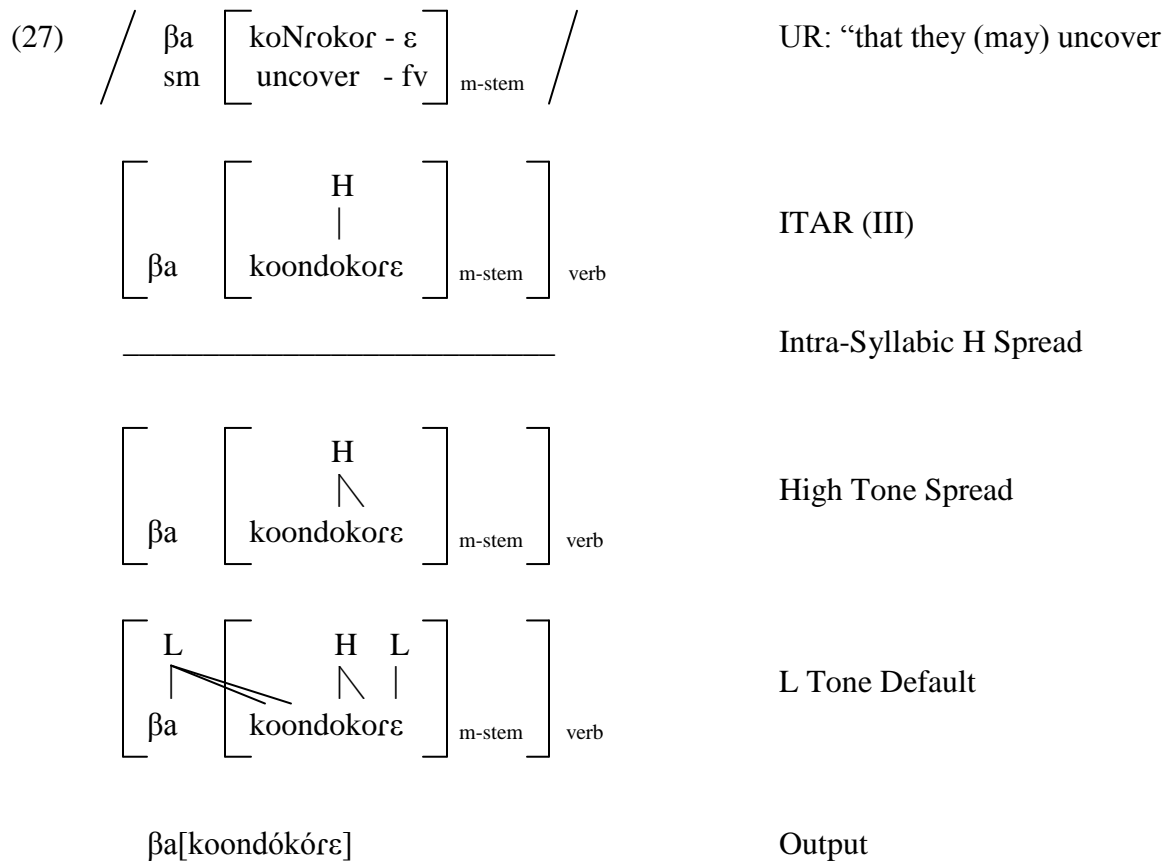 (27) / βa [ koNɾokoɾ - ε ] m-stem / UR: “that they (may) uncover
sm uncover - fv
H
ITAR (III)
[ βa [ koondokoɾε ] m-stem ] verb
______________________________ Intra-Syllabic H Spread
H
High Tone Spread
[ βa [ koondokoɾε ] m-stem ] verb
L H L
L Tone Default
[ βa [ koondokoɾε ] m-stem ] verb
βa[koondókóɾε] Output